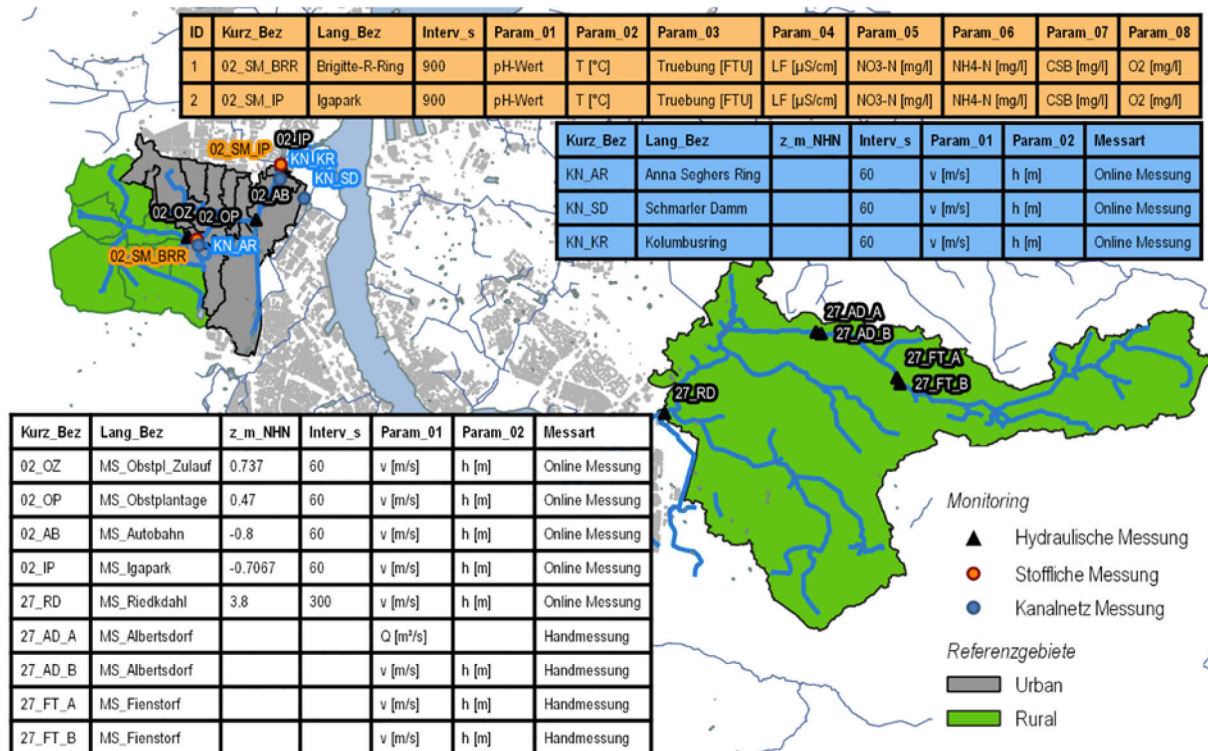 ID Kurz_Bez Lang_Bez Interv_s Param_01 Param_02 Param_03 Param_04 Param_05 Param_06 Param_07 Param_08
1 02_SM_BRR Brigitte-R-Ring 900 pH-Wert T [°C] Truebung [FTU] LF [µS/cm] NO3-N [mg/l] NH4-N [mg/l] CSB [mg/l] O2 [mg/l]
2 02_SM_IP Igapark 900 pH-Wert T [°C] Truebung [FTU] LF [µS/cm] NO3-N [mg/l] NH4-N [mg/l] CSB [mg/l] O2 [mg/l]
Kurz_Bez Lang_Bez z_m_NHN Interv_s Param_01 Param_02 Messart
KN_AR Anna Seghers Ring 60 v [m/s] h [m] Online Messung
KN_SD Schmarler Damm 60 v [m/s] h [m] Online Messung
KN_KR Kolumbusring 60 v [m/s] h [m] Online Messung
02_IP
02_SM_IP
KN_KR
KN_SD
02_AB
02_OZ
02_OP
KN_AR
02_SM_BRR
27_AD_A
27_AD_B
27_FT_A
27_FT_B
27_RD
Kurz_Bez Lang_Bez z_m_NHN Interv_s Param_01 Param_02 Messart
02_OZ MS_Obstpl_Zulauf 0.737 60 v [m/s] h [m] Online Messung
02_OP MS_Obstplantage 0.47 60 v [m/s] h [m] Online Messung
02_AB MS_Autobahn -0.8 60 v [m/s] h [m] Online Messung
02_IP MS_Igapark -0.7067 60 v [m/s] h [m] Online Messung
27_RD MS_Riedkdahl 3.8 300 v [m/s] h [m] Online Messung
27_AD_A MS_Albertsdorf Q [m³/s] Handmessung
27_AD_B MS_Albertsdorf v [m/s] h [m] Handmessung
27_FT_A MS_Fienstorf v [m/s] h [m] Handmessung
27_FT_B MS_Fienstorf v [m/s] h [m] Handmessung
Monitoring
Hydraulische Messung
Stoffliche Messung
Kanalnetz Messung
Referenzgebiete
Urban
Rural